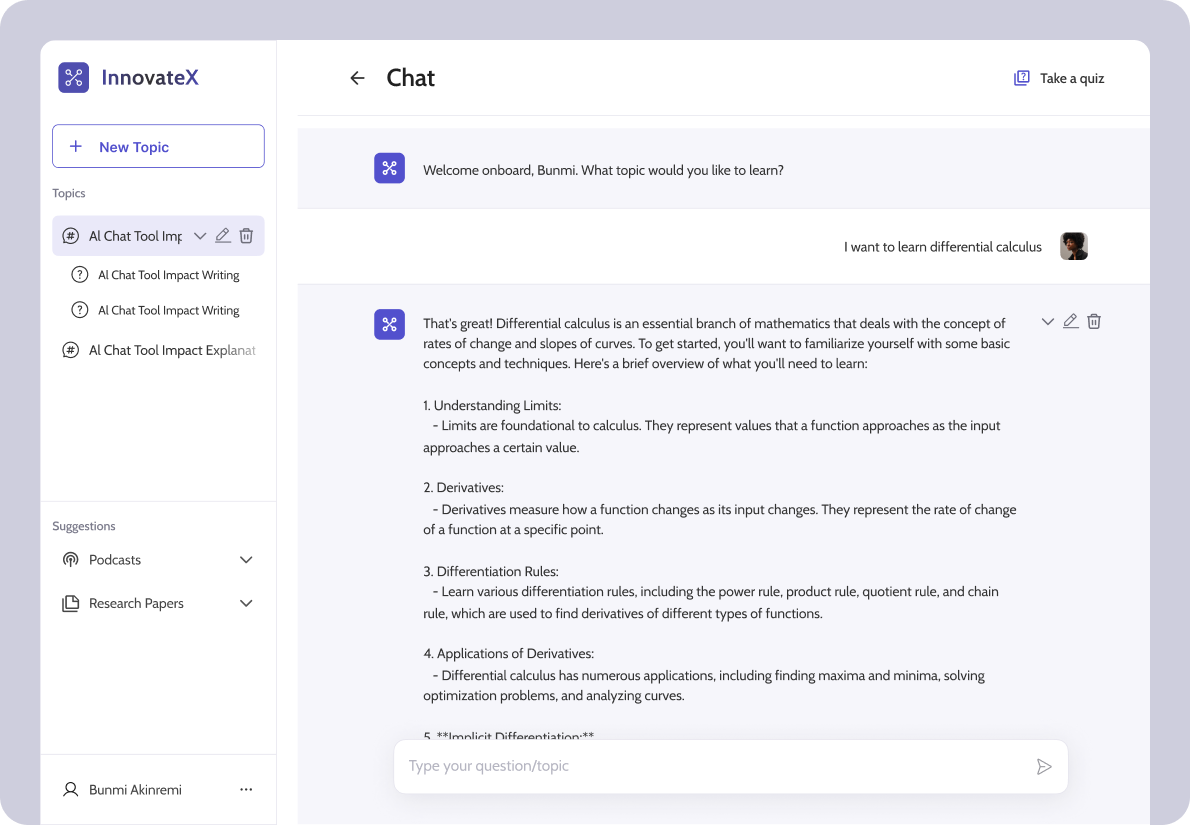 InnovateX
New Topic
Topics
AI Chat Tool Imp
AI Chat Tool Impact Writing
AI Chat Tool Impact Writing
AI Chat Tool Impact Explanat
Suggestions
Podcasts
Research Papers
Bunmi Akinremi
Chat
Take a quiz
Welcome onboard, Bunmi. What topic would you like to learn?
I want to learn differential calculus
That's great! Differential calculus is an essential branch of mathematics that deals with the concept of
rates of change and slopes of curves. To get started, you'll want to familiarize yourself with some basic
concepts and techniques. Here's a brief overview of what you'll need to learn:
1. Understanding Limits:
- Limits are foundational to calculus. They represent values that a function approaches as the input
approaches a certain value.
2. Derivatives:
- Derivatives measure how a function changes as its input changes. They represent the rate of change
of a function at a specific point.
3. Differentiation Rules:
- Learn various differentiation rules, including the power rule, product rule, quotient rule, and chain
rule, which are used to find derivatives of different types of functions.
4. Applications of Derivatives:
- Differential calculus has numerous applications, including finding maxima and minima, solving
optimization problems, and analyzing curves.
5. **Implicit Differentiation:**
Type your question/topic